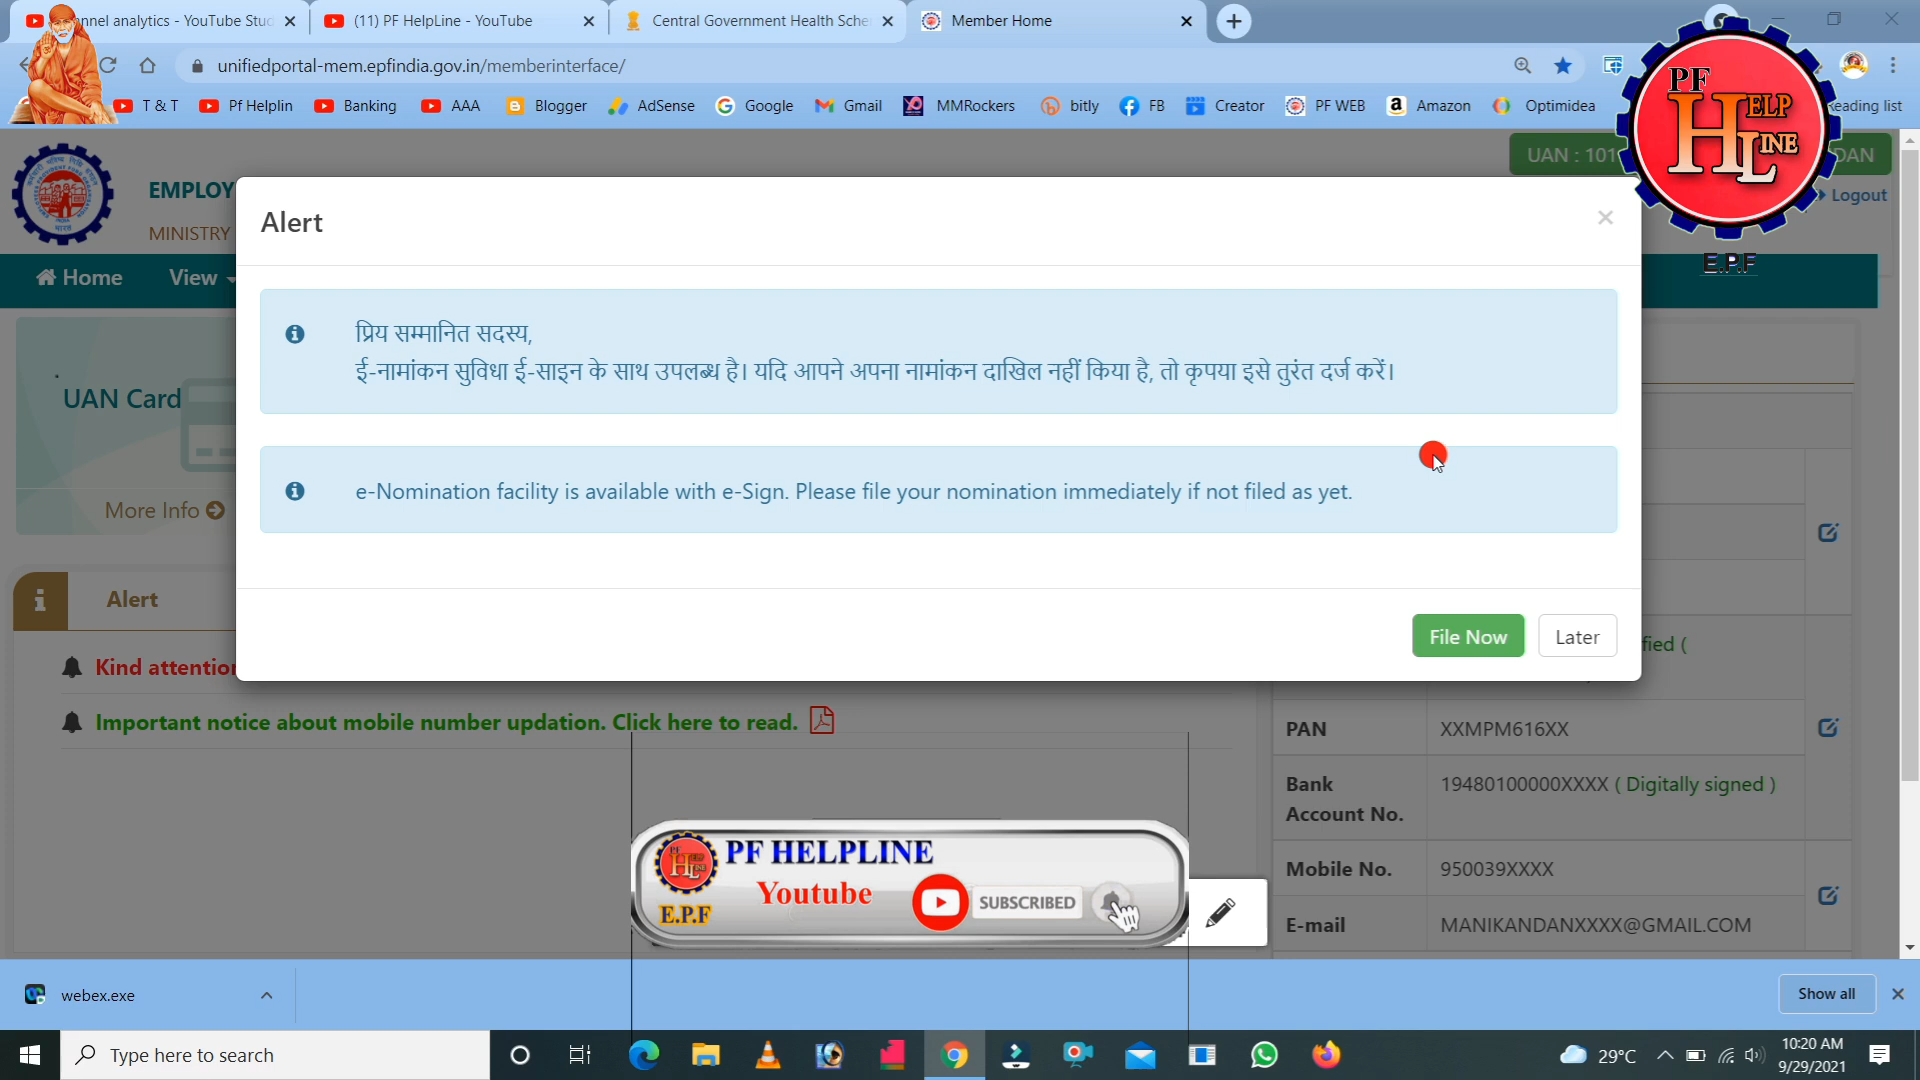 nnel analytics - YouTube Stud
(11) PF HelpLine - YouTube
Central Government Health Sche
Member Home
unifiedportal-mem.epfindia.gov.in/memberinterface/
T & T
Pf Helplin
Banking
AAA
Blogger
AdSense
Google
Gmail
MMRockers
bitly
FB
Creator
PF WEB
Amazon
Optimidea
eading list
PF
HELP
LINE
E.P.F
EMPLOY
MINISTRY
UAN : 101
DAN
Logout
Home
View
Alert
प्रिय सम्मानित सदस्य,
ई-नामांकन सुविधा ई-साइन के साथ उपलब्ध है। यदि आपने अपना नामांकन दाखिल नहीं किया है, तो कृपया इसे तुरंत दर्ज करें।
e-Nomination facility is available with e-Sign. Please file your nomination immediately if not filed as yet.
File Now
Later
UAN Card
More Info
Alert
Kind attention
Important notice about mobile number updation. Click here to read.
fied (
PAN
XXMPM616XX
Bank Account No.
19480100000XXXX ( Digitally signed )
Mobile No.
950039XXXX
E-mail
MANIKANDANXXXX@GMAIL.COM
PF HELPLINE
Youtube
SUBSCRIBED
E.P.F
webex.exe
Show all
Type here to search
29°C
10:20 AM
9/29/2021